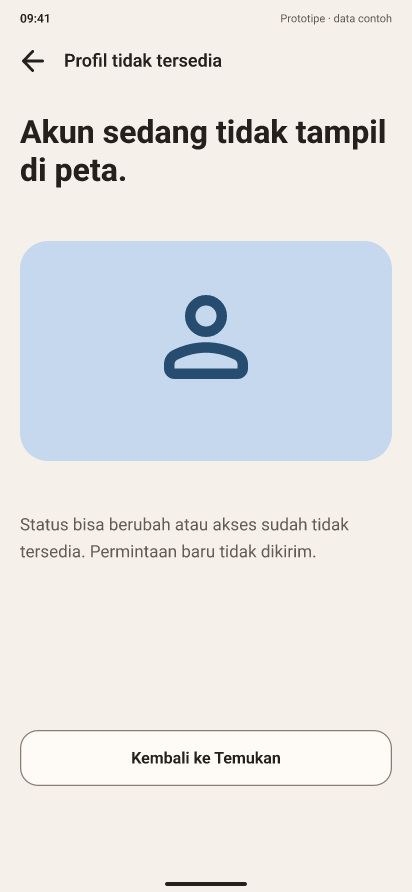 09:41
Prototipe · data contoh
Profil tidak tersedia
Akun sedang tidak tampil
di peta.
Status bisa berubah atau akses sudah tidak
tersedia. Permintaan baru tidak dikirim.
Kembali ke Temukan